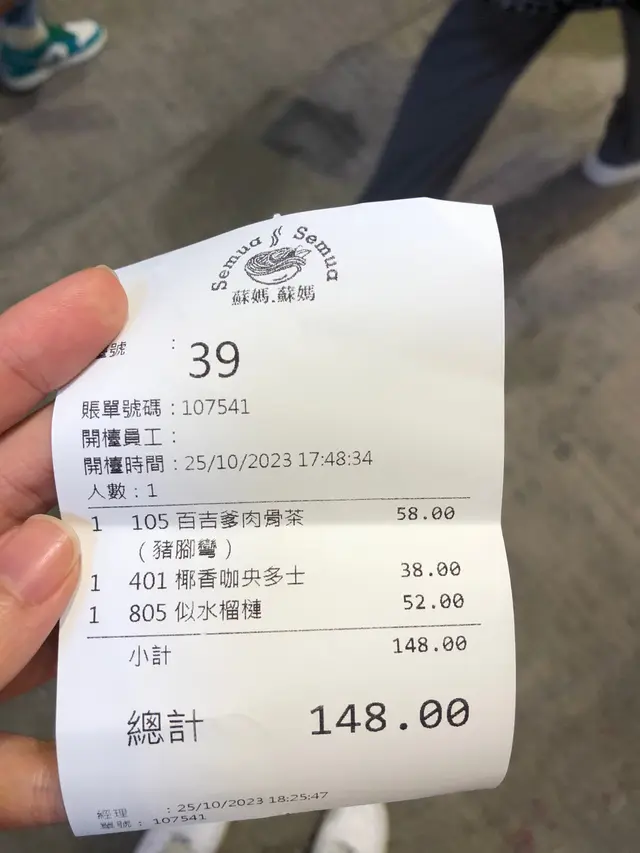 Semua Semua
蘇媽.蘇媽
號 : 39
賬單號碼 : 107541
開檯員工 :
開檯時間 : 25/10/2023 17:48:34
人數 : 1
1 105 百吉爹肉骨茶 58.00
（豬腳彎）
1 401 椰香咖央多士 38.00
1 805 似水榴槤 52.00
小計 148.00
總計 148.00
經理 : 25/10/2023 18:25:47
單號 : 107541